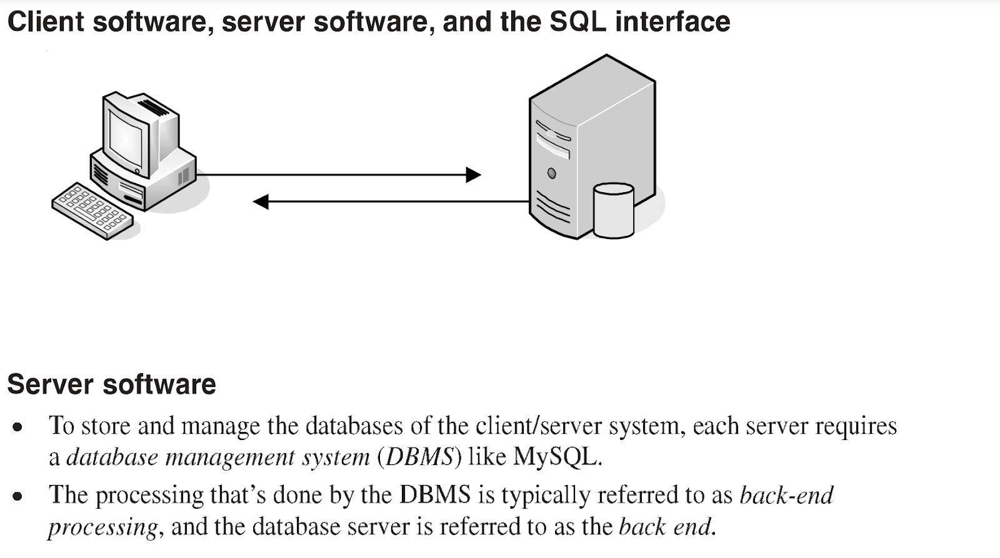 Client software, server software, and the SQL interface
Server software
• To store and manage the databases of the client/server system, each server requires
a database management system (DBMS) like MySQL.
• The processing that’s done by the DBMS is typically referred to as back-end
processing, and the database server is referred to as the back end.